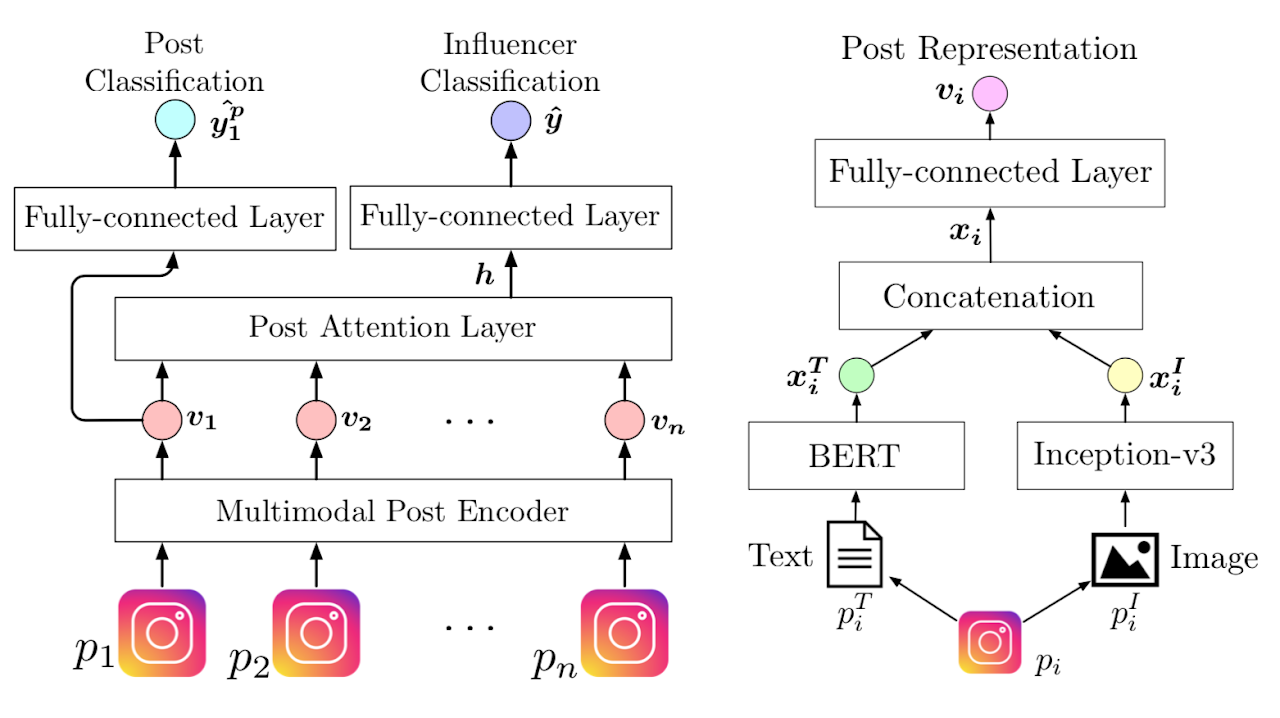 Post
Classification
$\hat{y_1^p}$
Influencer
Classification
$\hat{y}$
Fully-connected Layer
Fully-connected Layer
h
Post Attention Layer
$v_1$
$v_2$
. . .
$v_n$
Multimodal Post Encoder
$p_1$
$p_2$
. . .
$p_n$
Post Representation
$v_i$
Fully-connected Layer
$x_i$
Concatenation
$x_i^T$
$x_i^I$
BERT
Inception-v3
Text
Image
$p_i^T$
$p_i^I$
$p_i$